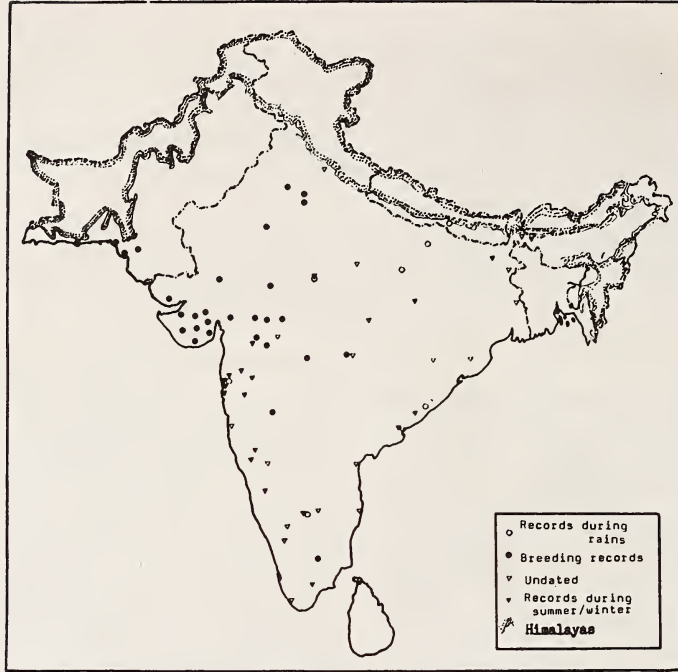 Records during
rains
Breeding records
Undated
Records during
summer/winter
Himalayas